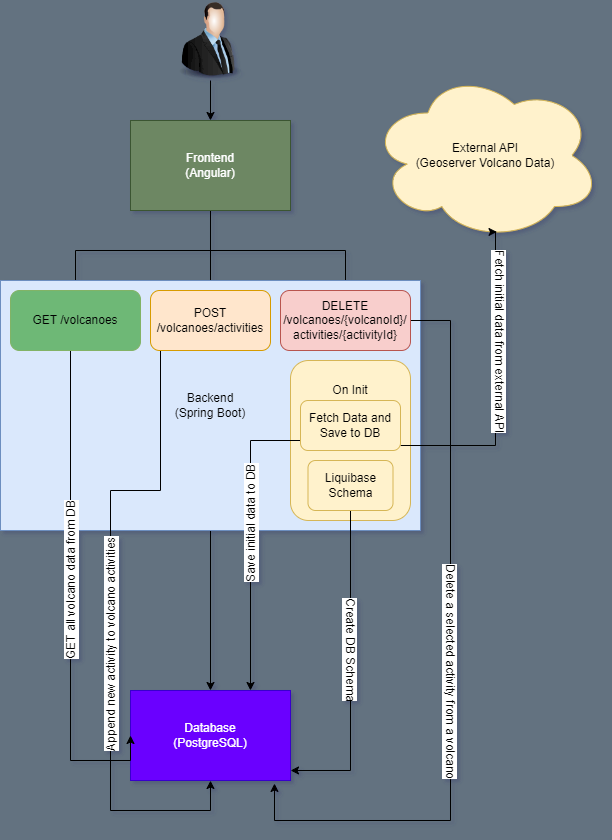 Frontend
(Angular)
External API
(Geoserver Volcano Data)
GET /volcanoes
POST
/volcanoes/activities
DELETE
/volcanoes/{volcanoId}/
activities/{activityId}
Backend
(Spring Boot)
On Init
Fetch Data and
Save to DB
Liquibase
Schema
Fetch initial data from external API
GET all volcano data from DB
Append new activity to volcano activities
Save initial data to DB
Create DB Schema
Delete a selected activity from a volcano
Database
(PostgreSQL)